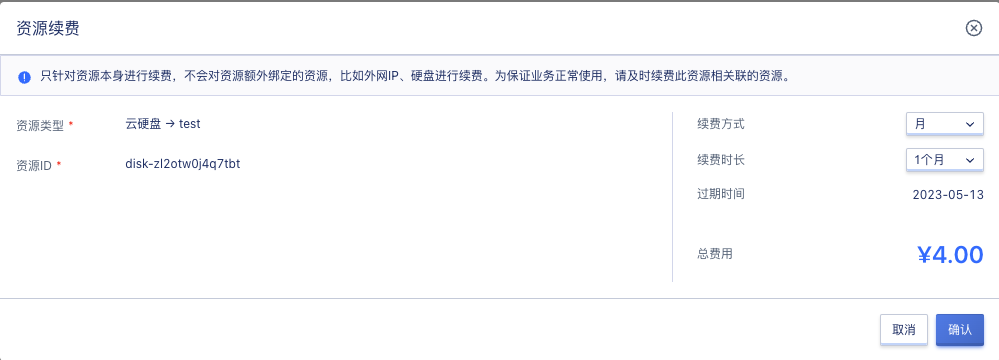 资源续费
只针对资源本身进行续费，不会对资源额外绑定的资源，比如外网IP、硬盘进行续费。为保证业务正常使用，请及时续费此资源相关联的资源。
资源类型 *
云硬盘 → test
资源ID *
disk-zl2otw0j4q7tbt
续费方式
月
续费时长
1个月
过期时间
2023-05-13
总费用
¥4.00
取消
确认